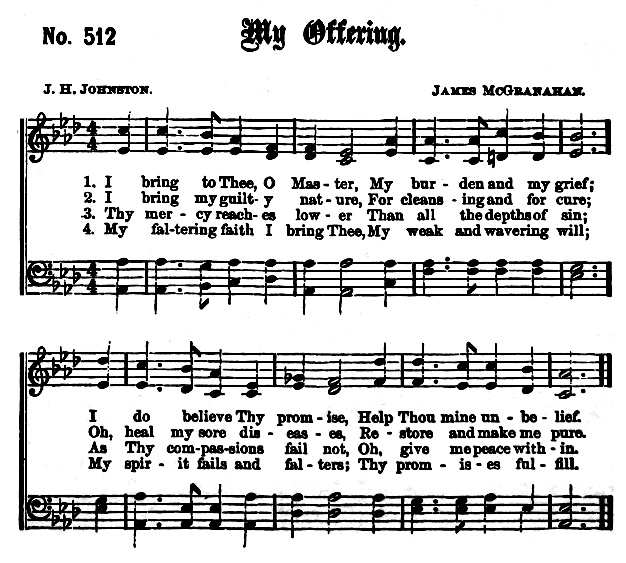 No. 512
My Offering.
J. H. Johnston.
James McGranahan.
1. I bring to Thee, O Mas - ter, My bur - den and my grief;
2. I bring my guilt - y nat - ure, For cleans - ing and for cure;
3. Thy mer - cy reach - es low - er Than all the depths of sin;
4. My fal - tering faith I bring Thee, My weak and wavering will;
I do believe Thy prom - ise, Help Thou mine un - be - lief.
Oh, heal my sore dis - eas - es, Re - store and make me pure.
As Thy com - pas - sions fail not, Oh, give me peace with - in.
My spir - it fails and fal - ters; Thy prom - is - es ful - fill.